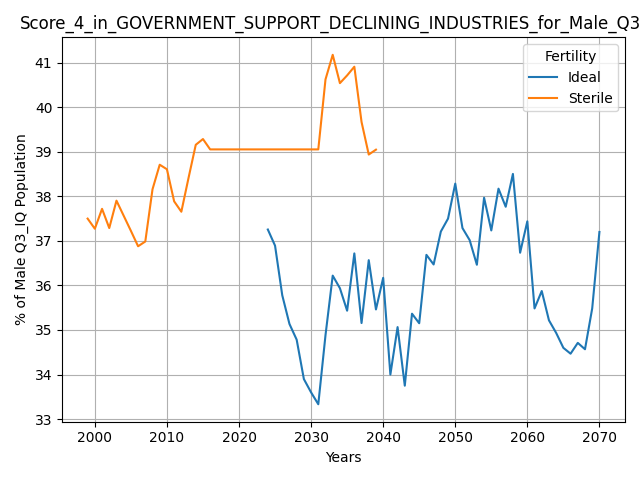 Score_4_in_GOVERNMENT_SUPPORT_DECLINING_INDUSTRIES_for_Male_Q3
Fertility
Ideal
Sterile
41
40
39
38
37
36
35
34
33
% of Male Q3_IQ Population
2000 2010 2020 2030 2040 2050 2060 2070
Years